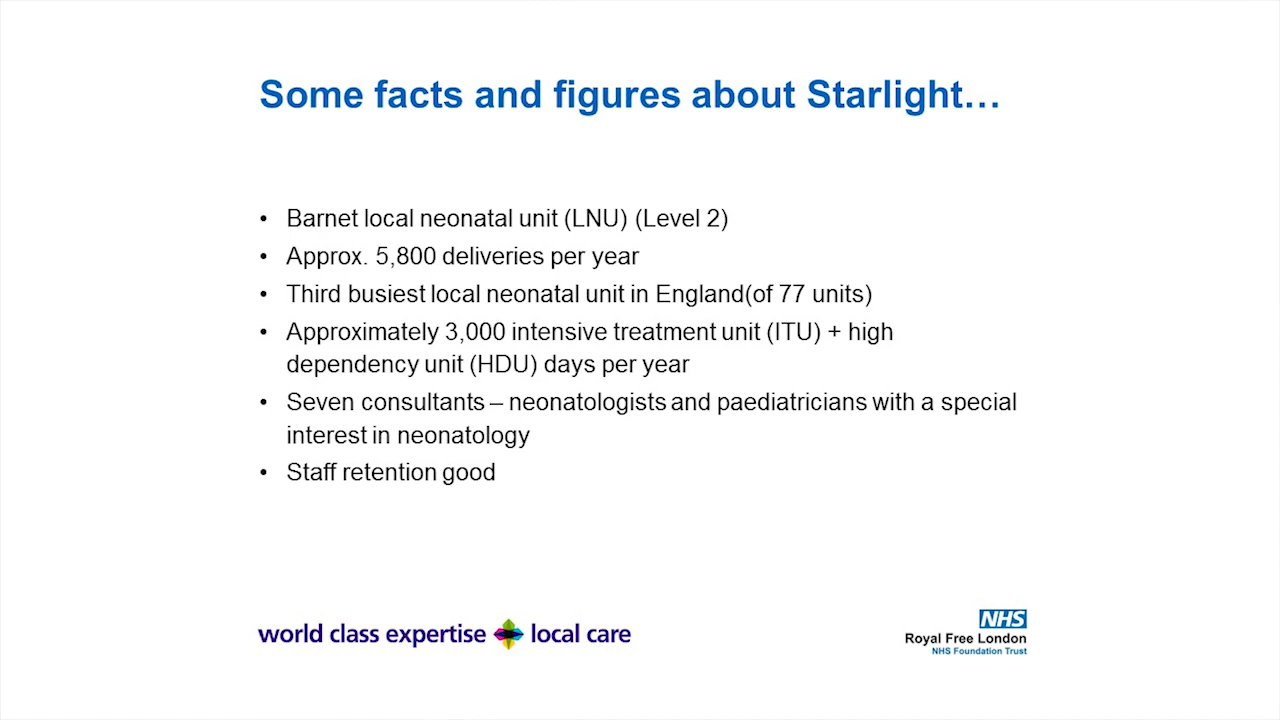 Some facts and figures about Starlight…
• Barnet local neonatal unit (LNU) (Level 2)
• Approx. 5,800 deliveries per year
• Third busiest local neonatal unit in England(of 77 units)
• Approximately 3,000 intensive treatment unit (ITU) + high
dependency unit (HDU) days per year
• Seven consultants – neonatologists and paediatricians with a special
interest in neonatology
• Staff retention good
world class expertise local care
NHS
Royal Free London
NHS Foundation Trust